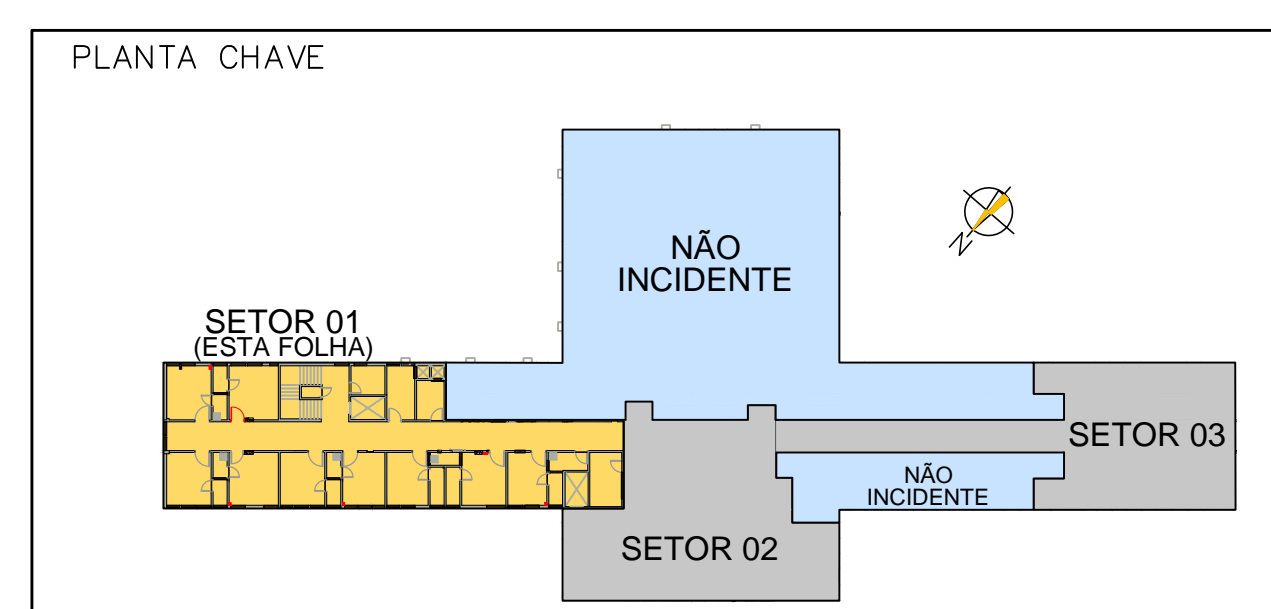 PLANTA CHAVE
NÃO
INCIDENTE
N
SETOR 01
(ESTA FOLHA)
SETOR 03
NÃO
INCIDENTE
SETOR 02